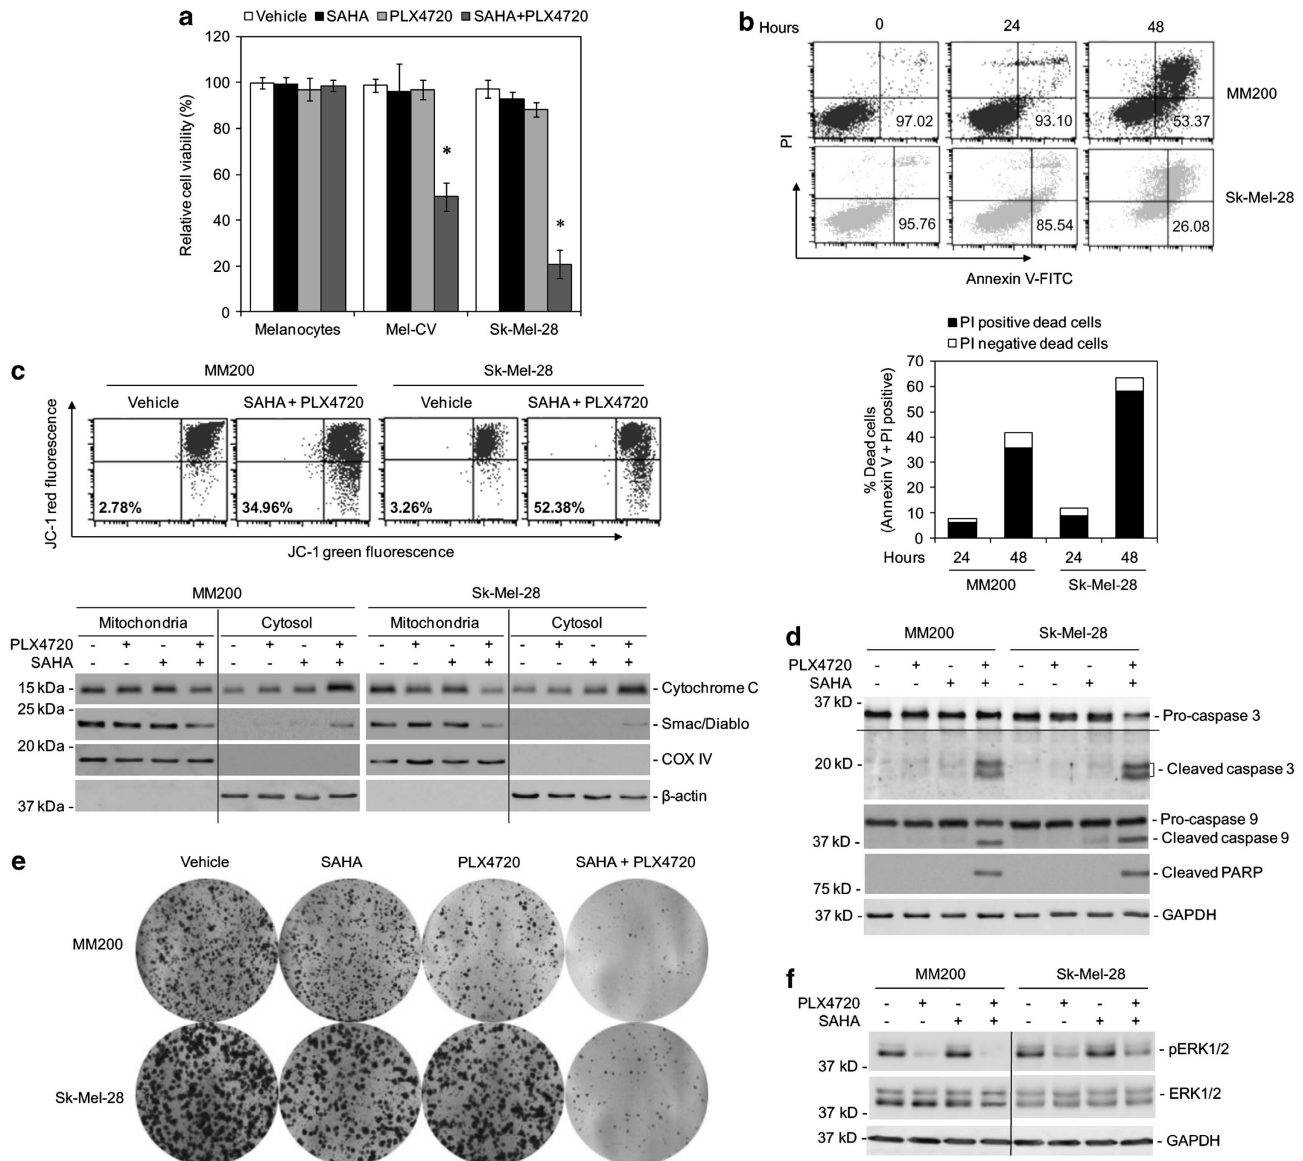 a
Vehicle SAHA PLX4720 SAHA+PLX4720
Relative cell viability (%)
120
100
80
60
40
20
0
*
*
Melanocytes Mel-CV Sk-Mel-28
b
Hours 0 24 48
PI
97.02 93.10 53.37
MM200
95.76 85.54 26.08
Sk-Mel-28
Annexin V-FITC
PI positive dead cells
PI negative dead cells
% Dead cells
(Annexin V + PI positive)
70
60
50
40
30
20
10
0
Hours 24 48 24 48
MM200 Sk-Mel-28
c
MM200 Sk-Mel-28
Vehicle SAHA + PLX4720 Vehicle SAHA + PLX4720
JC-1 red fluorescence
2.78% 34.96% 3.26% 52.38%
JC-1 green fluorescence
MM200 Sk-Mel-28
Mitochondria Cytosol Mitochondria Cytosol
PLX4720 - + - + - + - + - + - + - + - +
SAHA - - + + - - + + - - + + - - + +
15 kDa - - Cytochrome C
25 kDa -
- Smac/Diablo
20 kDa -
- COX IV
- β-actin
37 kDa -
d
MM200 Sk-Mel-28
PLX4720 - + - + - + - +
SAHA - - + + - - + +
37 kD -
- Pro-caspase 3
20 kD - - Cleaved caspase 3
- Pro-caspase 9
37 kD - - Cleaved caspase 9
- Cleaved PARP
75 kD -
37 kD - - GAPDH
e
Vehicle SAHA PLX4720 SAHA + PLX4720
MM200
Sk-Mel-28
f
MM200 Sk-Mel-28
PLX4720 - + - + - + - +
SAHA - - + + - - + +
- pERK1/2
37 kD -
- ERK1/2
37 kD -
37 kD - - GAPDH